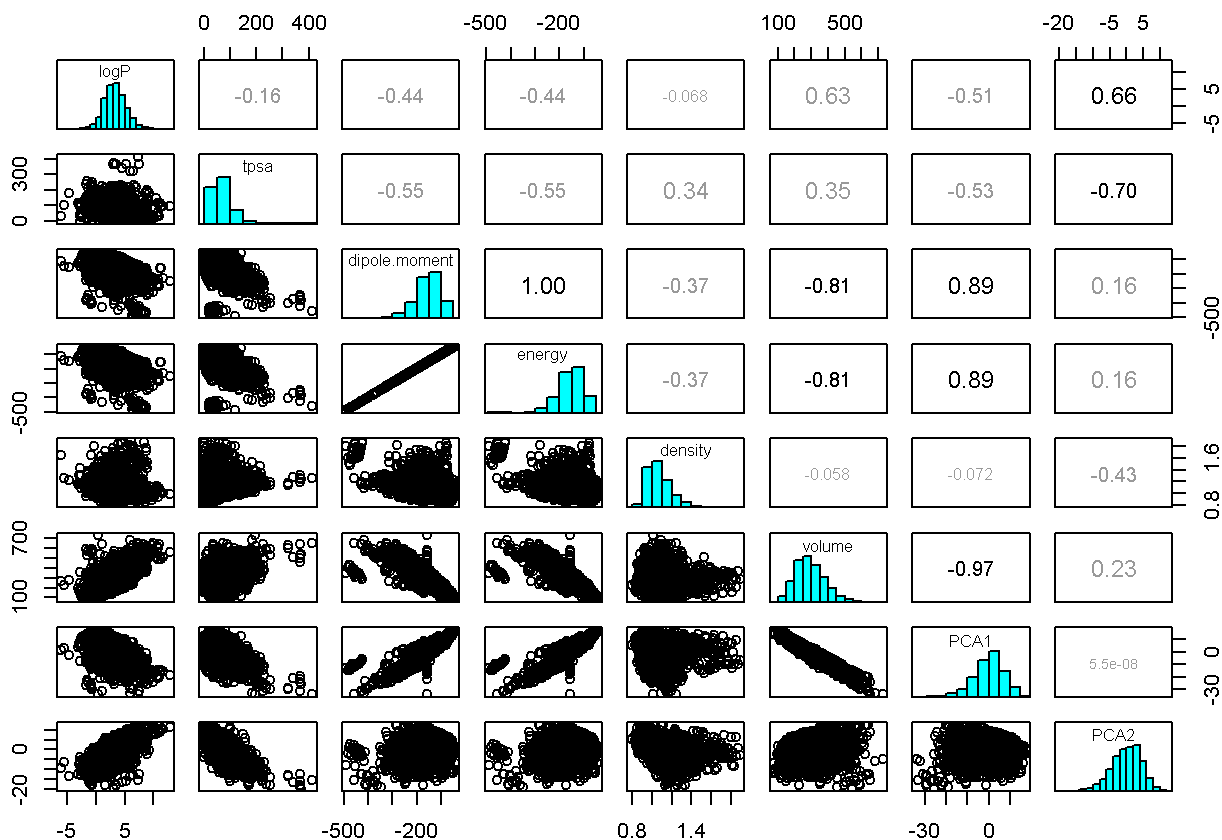 0 200 400 -500 -200 100 500 -20 -5 5
logP -0.16 -0.44 -0.44 -0.068 0.63 -0.51 0.66 -5 5
0 300 tpsa -0.55 -0.55 0.34 0.35 -0.53 -0.70
dipole.moment 1.00 -0.37 -0.81 0.89 0.16 -500
-500 energy -0.37 -0.81 0.89 0.16
density -0.058 -0.072 -0.43 0.8 1.6
100 700 volume -0.97 0.23
PCA1 5.5e-08 -30 0
-20 0 PCA2
-5 5 -500 -200 0.8 1.4 -30 0